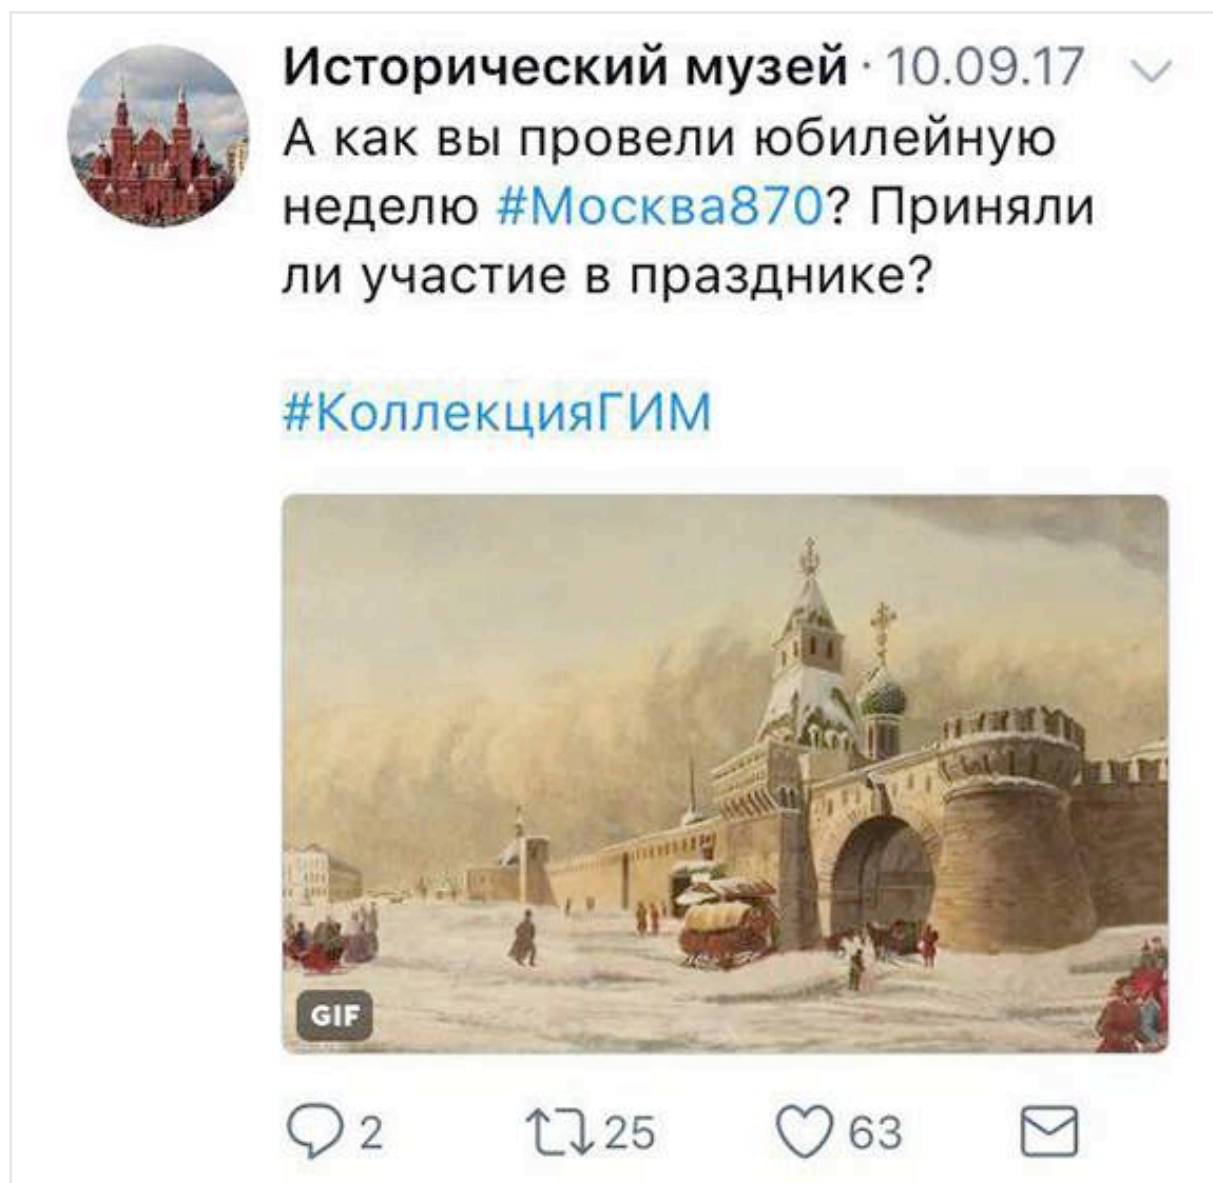 Исторический музей · 10.09.17
А как вы провели юбилейную
неделю #Москва870? Приняли
ли участие в празднике?
#КоллекцияГИМ
GIF
2 25 63